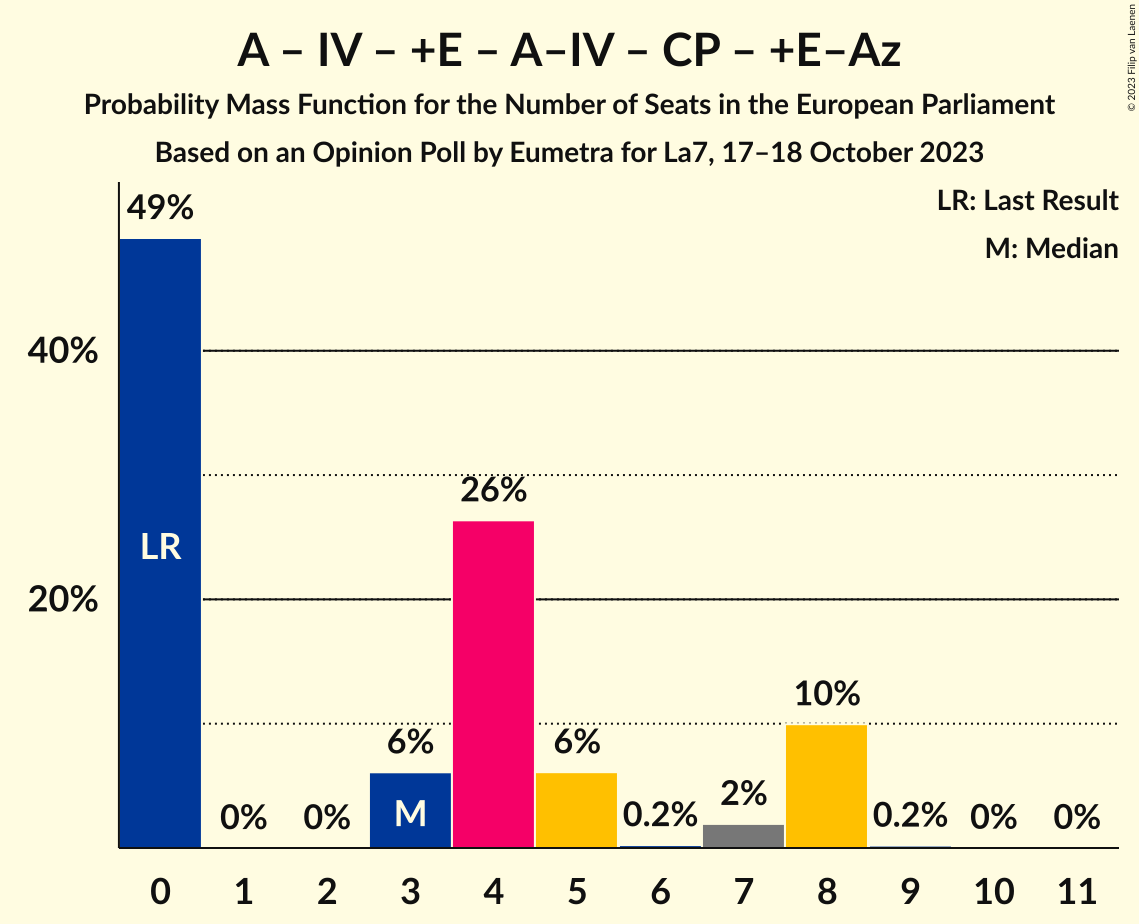 A – IV – +E – A–IV – CP – +E–Az
Probability Mass Function for the Number of Seats in the European Parliament
Based on an Opinion Poll by Eumetra for La7, 17–18 October 2023
© 2023 Filip van Laenen
LR: Last Result
M: Median
49%
40%
26%
LR
20%
10%
6%
6%
2%
M
0%
0%
0.2%
0.2%
0%
0%
0 1 2 3 4 5 6 7 8 9 10 11